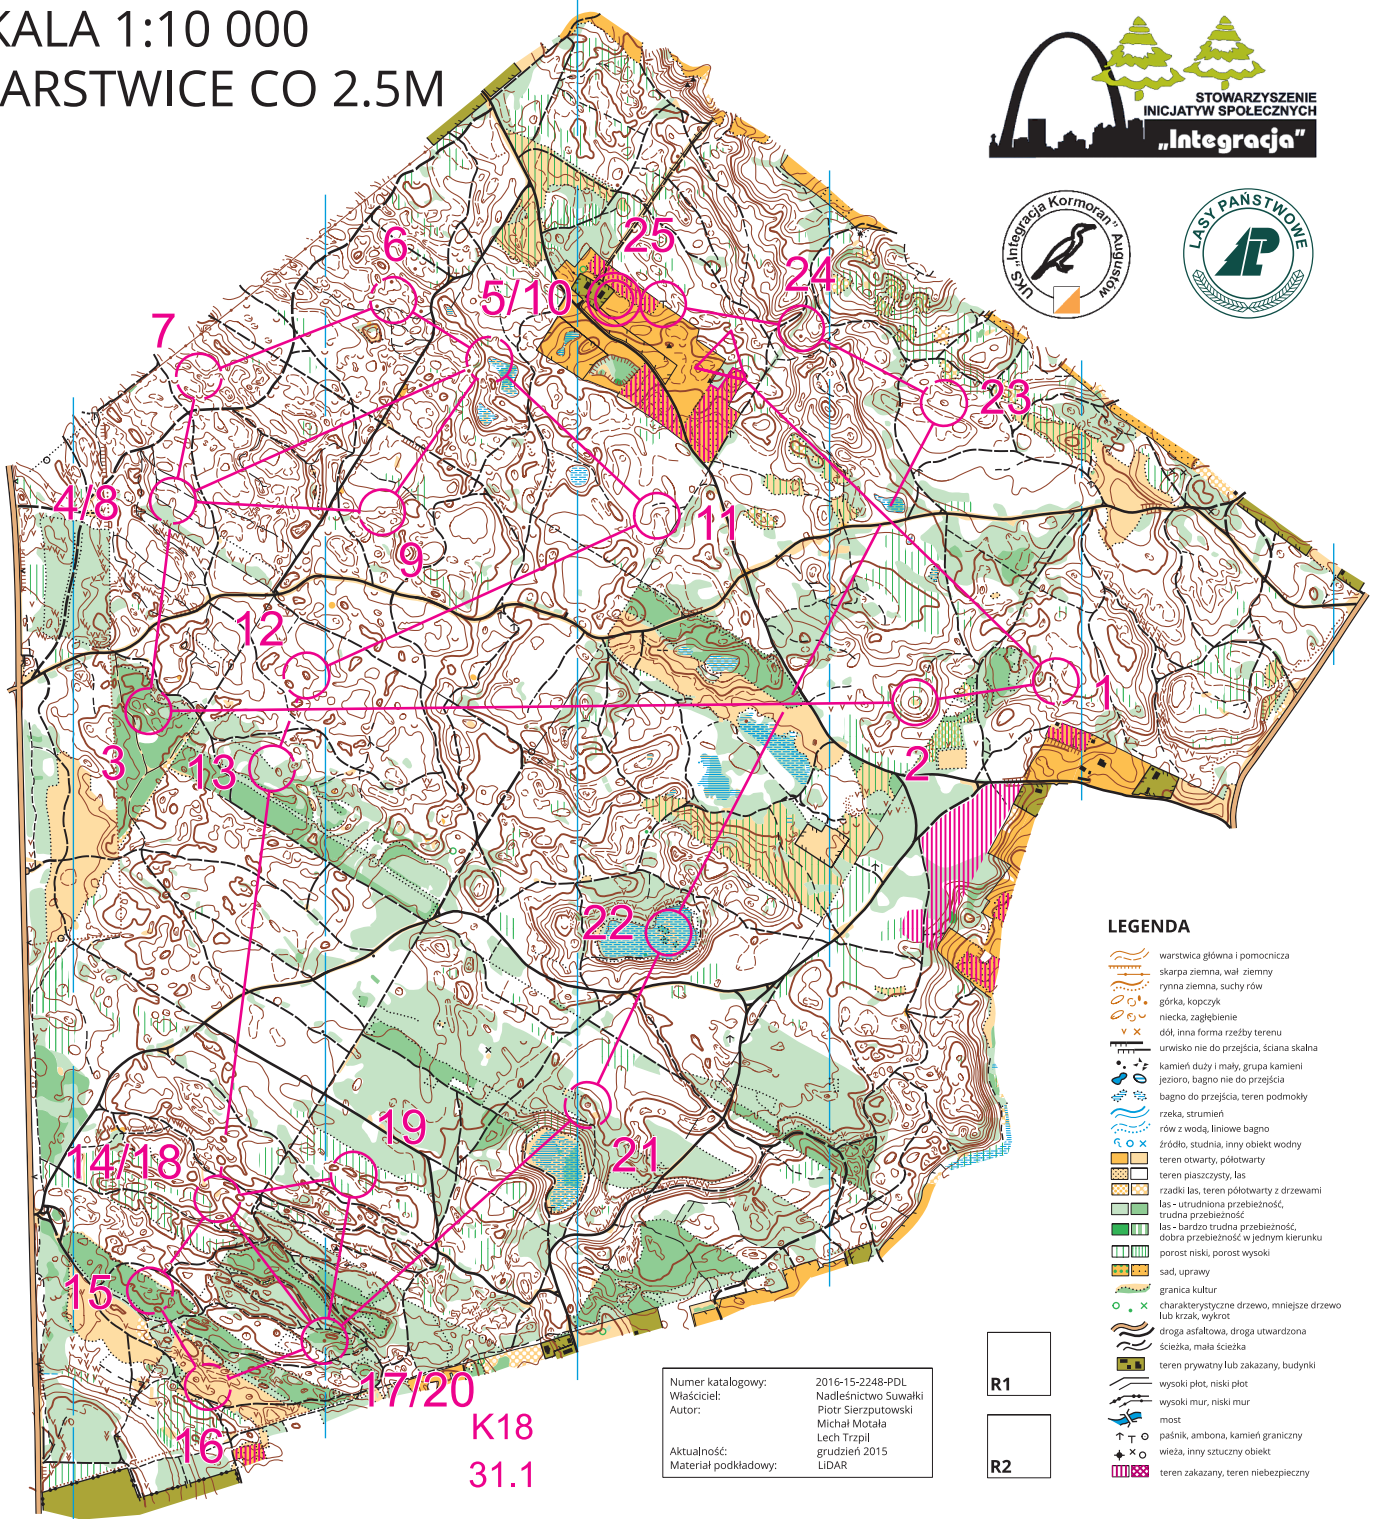 KALA 1:10 000
ARSTWICE CO 2.5M
STOWARZYSZENIE
INICJATYW SPOŁECZNYCH
„Integracja”
UKS „Integracja Kormoran” Augustów
LASY PAŃSTWOWE
LP
25
6
24
5/10
7
23
4/8
11
9
12
1
3
13
2
22
19
21
14/18
15
17/20
16
K18
31.1
LEGENDA
warstwica główna i pomocnicza
skarpa ziemna, wał ziemny
rynna ziemna, suchy rów
górka, kopczyk
niecka, zagłębienie
dół, inna forma rzeźby terenu
urwisko nie do przejścia, ściana skalna
kamień duży i mały, grupa kamieni
jezioro, bagno nie do przejścia
bagno do przejścia, teren podmokły
rzeka, strumień
rów z wodą, liniowe bagno
źródło, studnia, inny obiekt wodny
teren otwarty, półotwarty
teren piaszczysty, las
rzadki las, teren półotwarty z drzewami
las - utrudniona przebieżność,
trudna przebieżność
las - bardzo trudna przebieżność,
dobra przebieżność w jednym kierunku
porost niski, porost wysoki
sad, uprawy
granica kultur
charakterystyczne drzewo, mniejsze drzewo
lub krzak, wykrot
droga asfaltowa, droga utwardzona
ścieżka, mała ścieżka
teren prywatny lub zakazany, budynki
wysoki płot, niski płot
wysoki mur, niski mur
most
paśnik, ambona, kamień graniczny
wieża, inny sztuczny obiekt
teren zakazany, teren niebezpieczny
Numer katalogowy: 2016-15-2248-PDL
Właściciel: Nadleśnictwo Suwałki
Autor: Piotr Sierzputowski
Michał Motała
Lech Trzpil
Aktualność: grudzień 2015
Materiał podkładowy: LiDAR
R1
R2